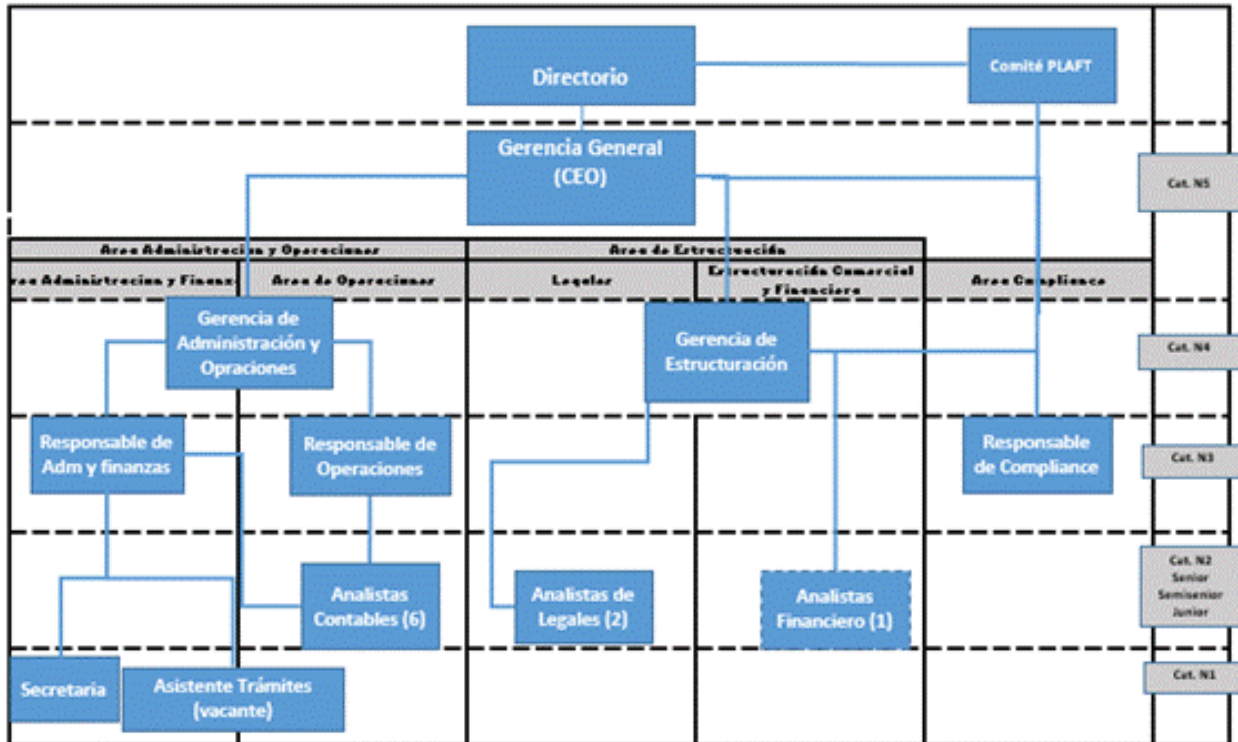 Directorio
Comité PLAFT
Gerencia General
(CEO)
Cat. N5
Area Administracion y Operaciones
Area de Estructuración
Area Administracion y Finanz
Area de Operaciones
Legales
Estructuración Comercial
y Financiera
Area Compliance
Gerencia de
Administración y
Opraciones
Gerencia de
Estructuración
Cat. N4
Responsable de
Adm y finanzas
Responsable de
Operaciones
Responsable
de Compliance
Cat. N3
Analistas
Contables (6)
Analistas de
Legales (2)
Analistas
Financiero (1)
Cat. N2
Senior
Semisenior
Junior
Secretaria
Asistente Trámites
(vacante)
Cat. N1